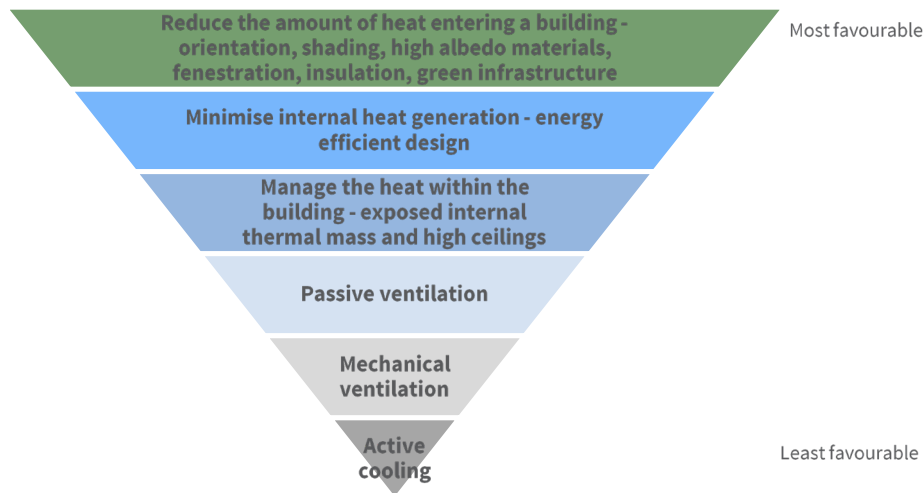 Reduce the amount of heat entering a building -
orientation, shading, high albedo materials,
fenestration, insulation, green infrastructure
Most favourable
Minimise internal heat generation - energy
efficient design
Manage the heat within the
building - exposed internal
thermal mass and high ceilings
Passive ventilation
Mechanical
ventilation
Active
cooling
Least favourable